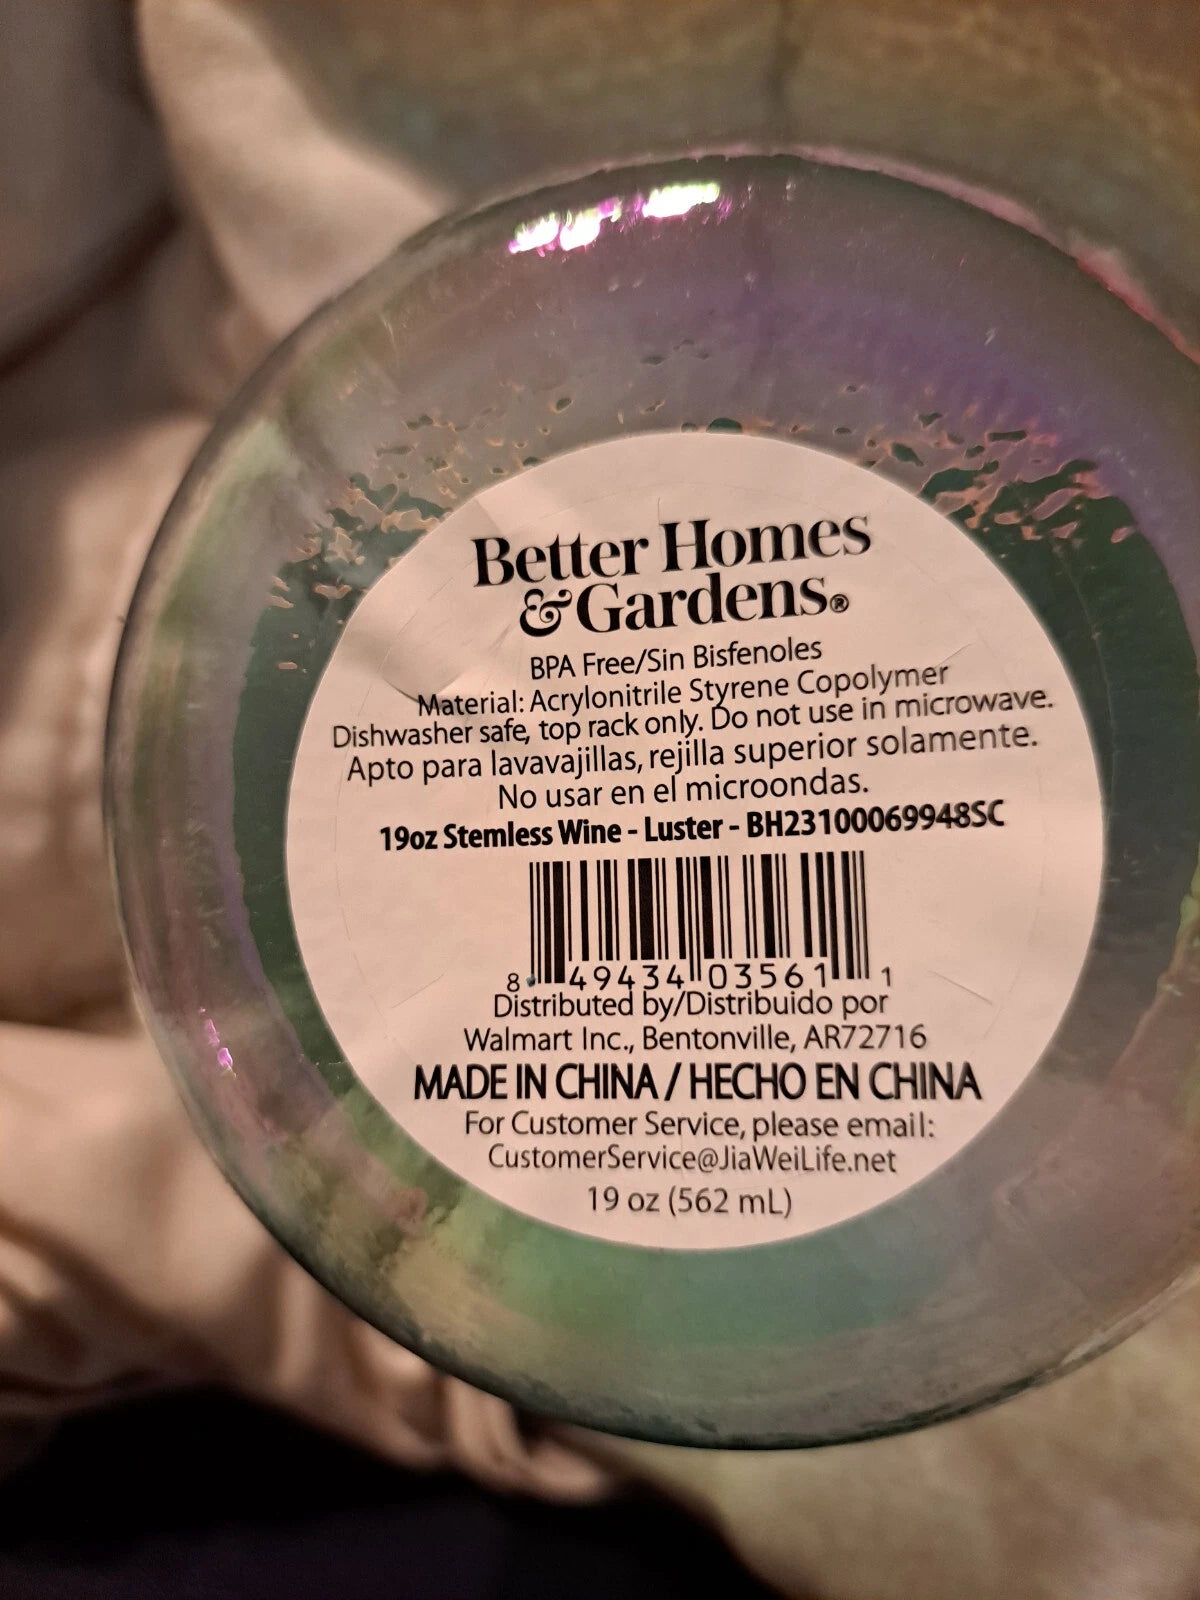 Better Homes
&Gardens®
BPA Free/Sin Bisfenoles
Material: Acrylonitrile Styrene Copolymer
Dishwasher safe, top rack only. Do not use in microwave.
Apto para lavavajillas, rejilla superior solamente.
No usar en el microondas.
19oz Stemless Wine - Luster - BH23100069948SC
8 49434 03561 1
Distributed by/Distribuido por
Walmart Inc., Bentonville, AR72716
MADE IN CHINA / HECHO EN CHINA
For Customer Service, please email:
CustomerService@JiaWeiLife.net
19 oz (562 mL)